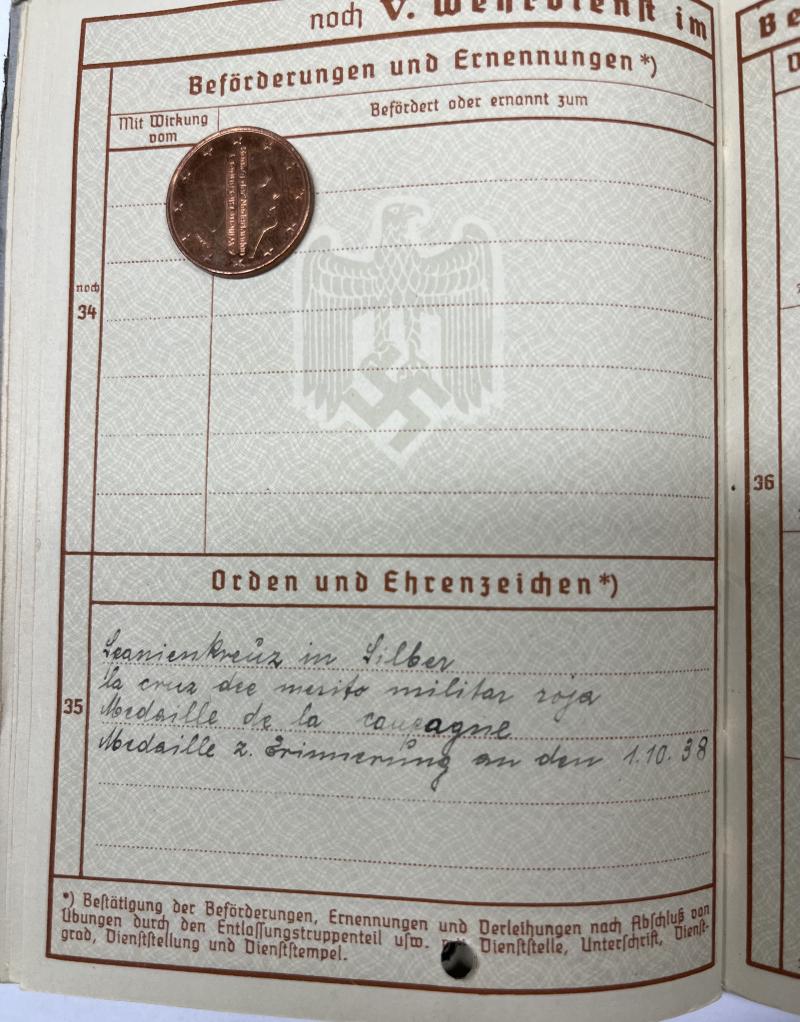 noch V. Wehrdienst im
Beförderungen und Ernennungen *)
Mit Wirkung
vom
Befördert oder ernannt zum
noch
34
Orden und Ehrenzeichen *)
35
Spanienkreuz in Silber
la cruz dee merito militar roja
Medaille de la campagne
Medaille z. Erinnerung an den 1.10.38
*) Bestätigung der Beförderungen, Ernennungen und Verleihungen nach Abschluß von
Übungen durch den Entlassungstruppenteil usw. mit Dienststelle, Unterschrift, Dienst-
grad, Dienststellung und Dienststempel.
36